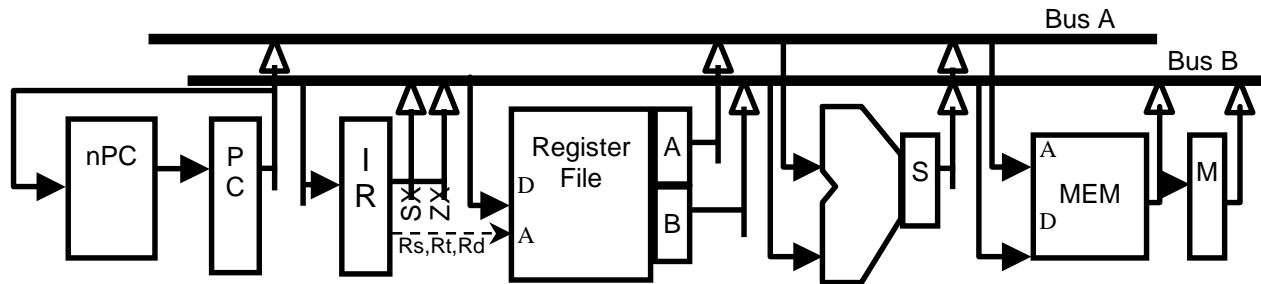 Bus A
Bus B
nPC
P
C
I
R
SX
ZX
Rs,Rt,Rd
Register
File
D
A
A
B
S
A
MEM
D
M